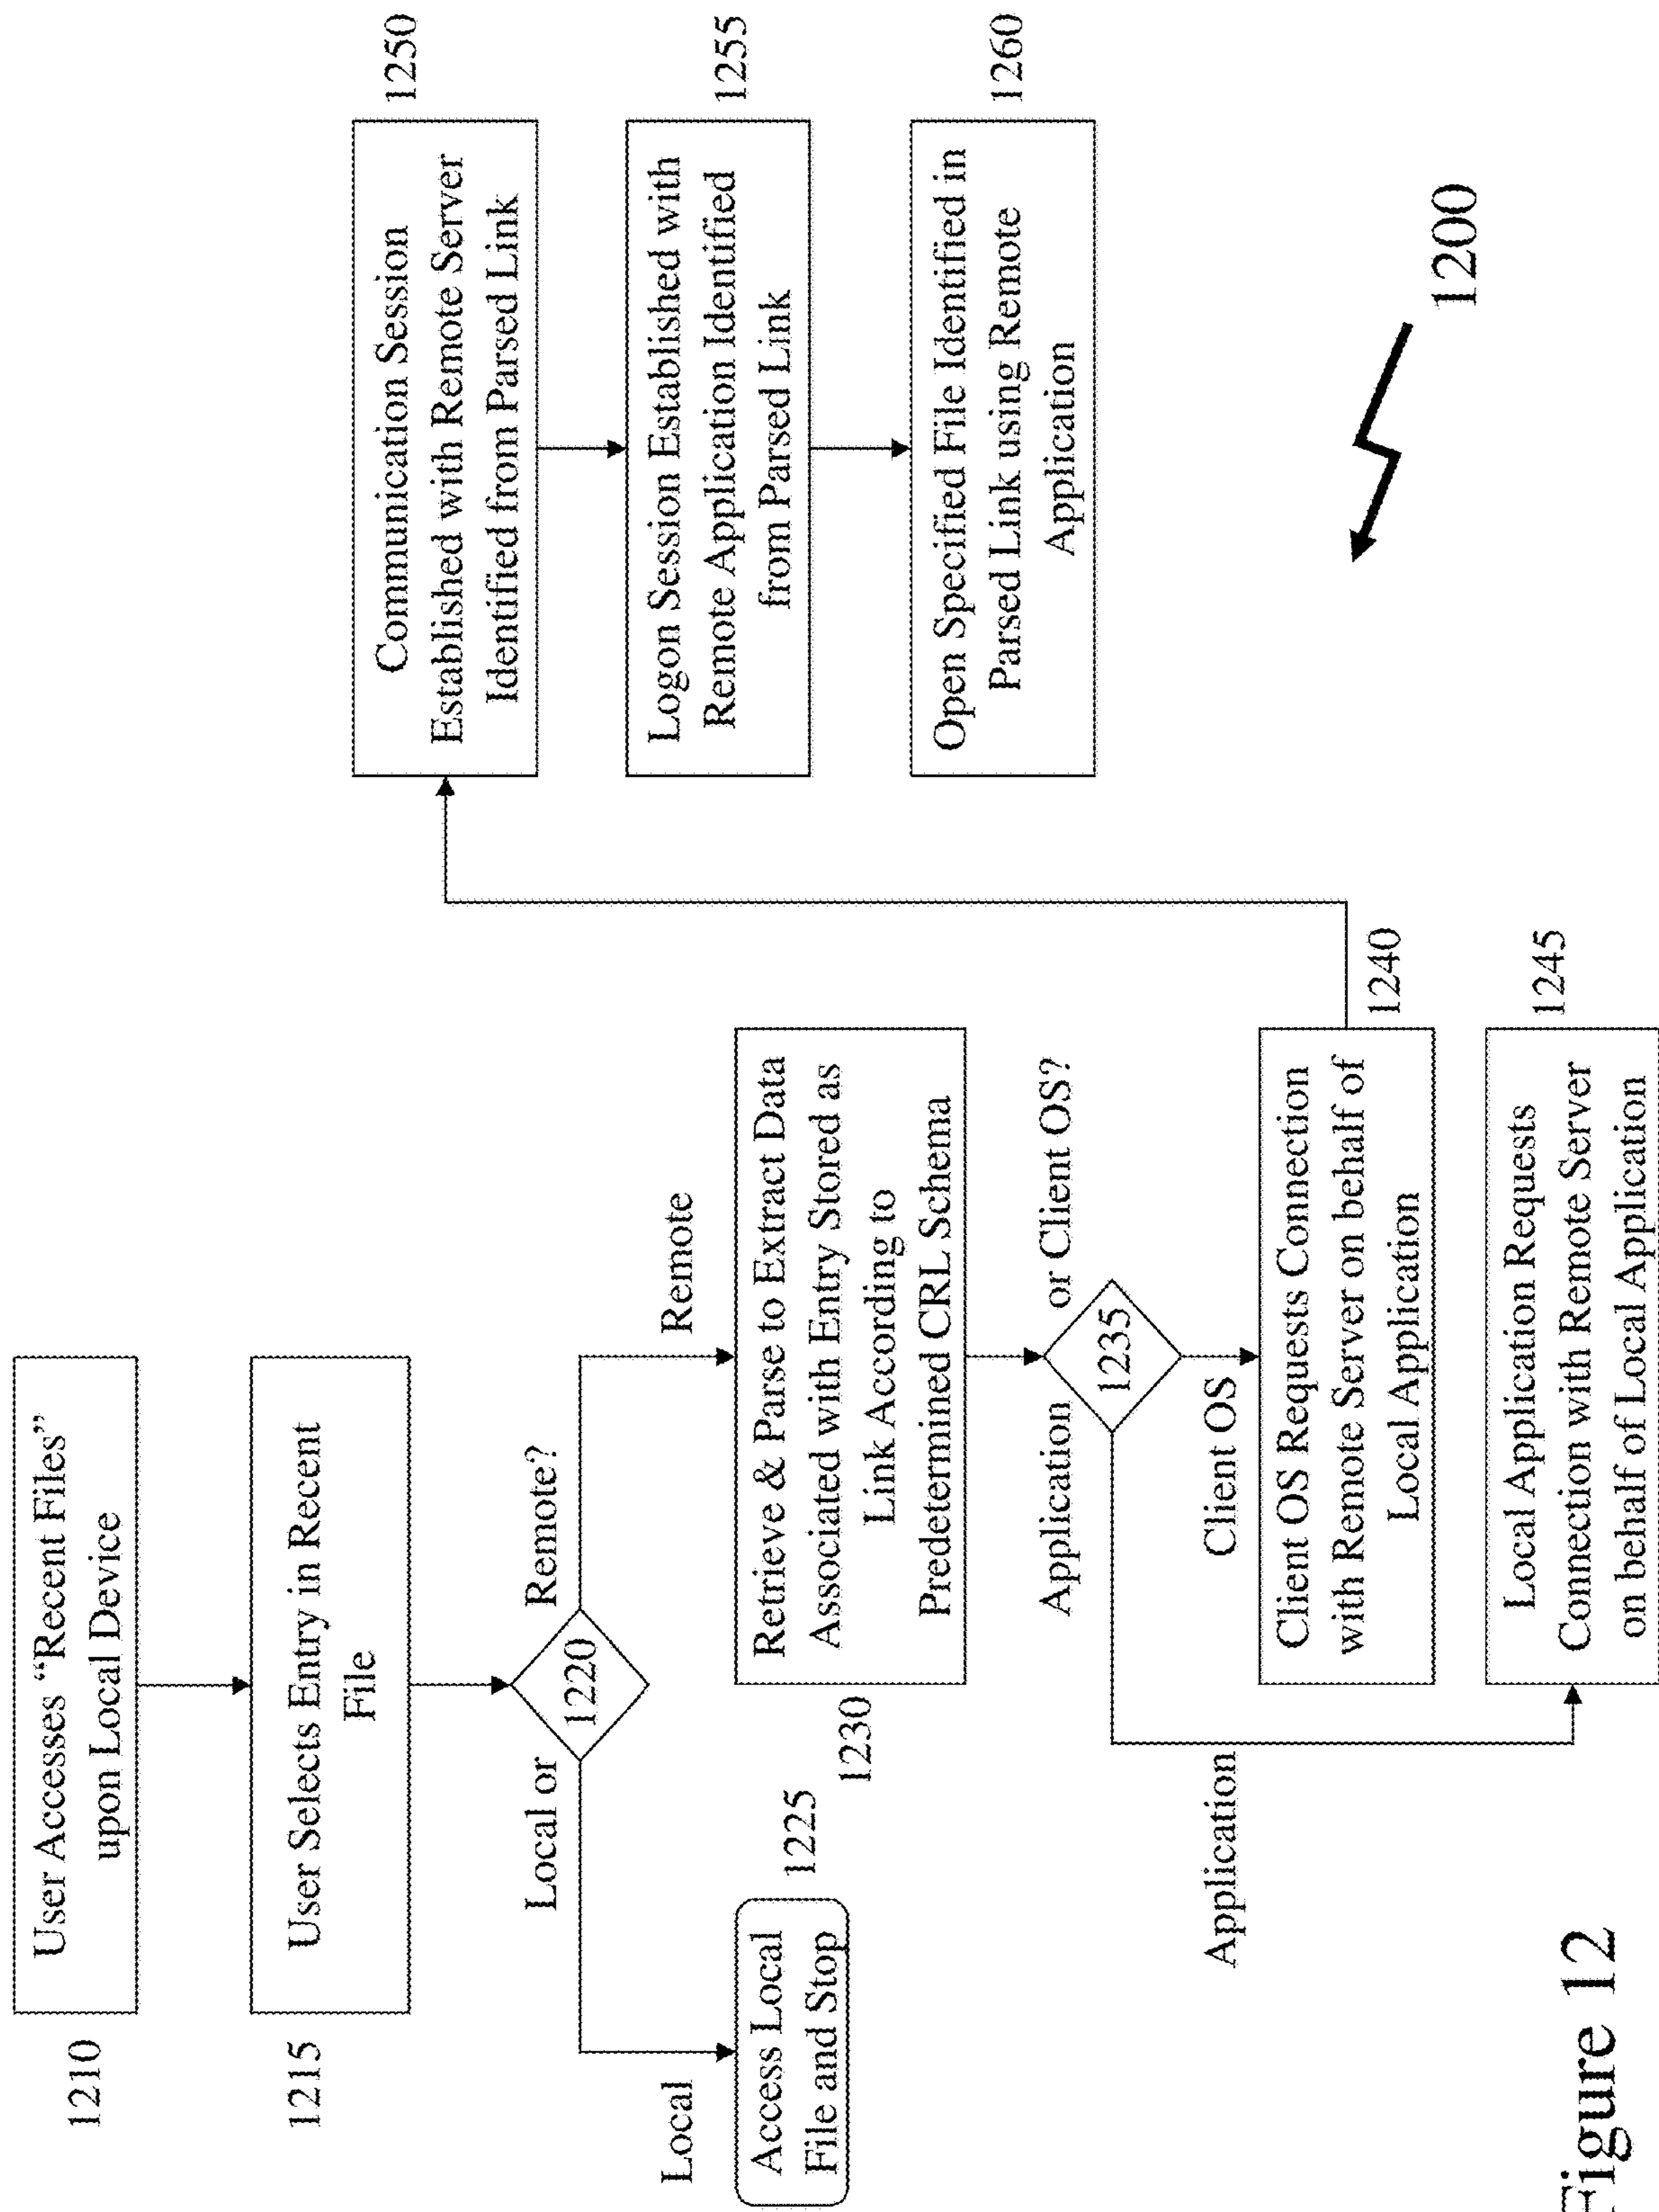 1210
User Accesses “Recent Files”
upon Local Device
1215
User Selects Entry in Recent
File
1220
Local or
Remote?
Local
Remote
Access Local
File and Stop
1225
1230
Retrieve & Parse to Extract Data
Associated with Entry Stored as
Link According to
Predetermined CRL Schema
Application
or Client OS?
1235
Application
Client OS
Client OS Requests Connection
with Remote Server on behalf of
Local Application
1240
Local Application Requests
Connection with Remote Server
on behalf of Local Application
1245
Communication Session
Established with Remote Server
Identified from Parsed Link
1250
Logon Session Established with
Remote Application Identified
from Parsed Link
1255
Open Specified File Identified in
Parsed Link using Remote
Application
1260
1200
Figure 12